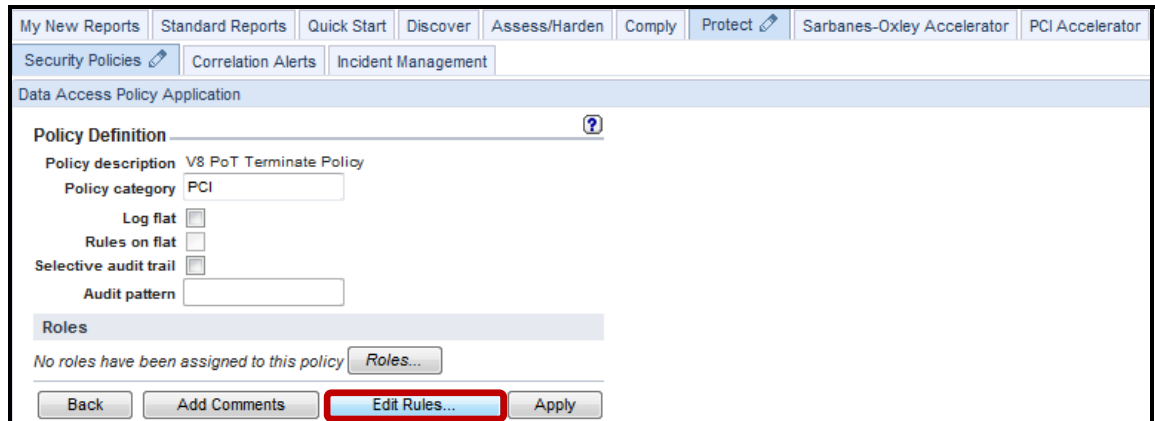 My New Reports Standard Reports Quick Start Discover Assess/Harden Comply Protect Sarbanes-Oxley Accelerator PCI Accelerator
Security Policies Correlation Alerts Incident Management
Data Access Policy Application
Policy Definition ?
Policy description V8 PoT Terminate Policy
Policy category PCI
Log flat
Rules on flat
Selective audit trail
Audit pattern
Roles
No roles have been assigned to this policy Roles...
Back Add Comments Edit Rules... Apply